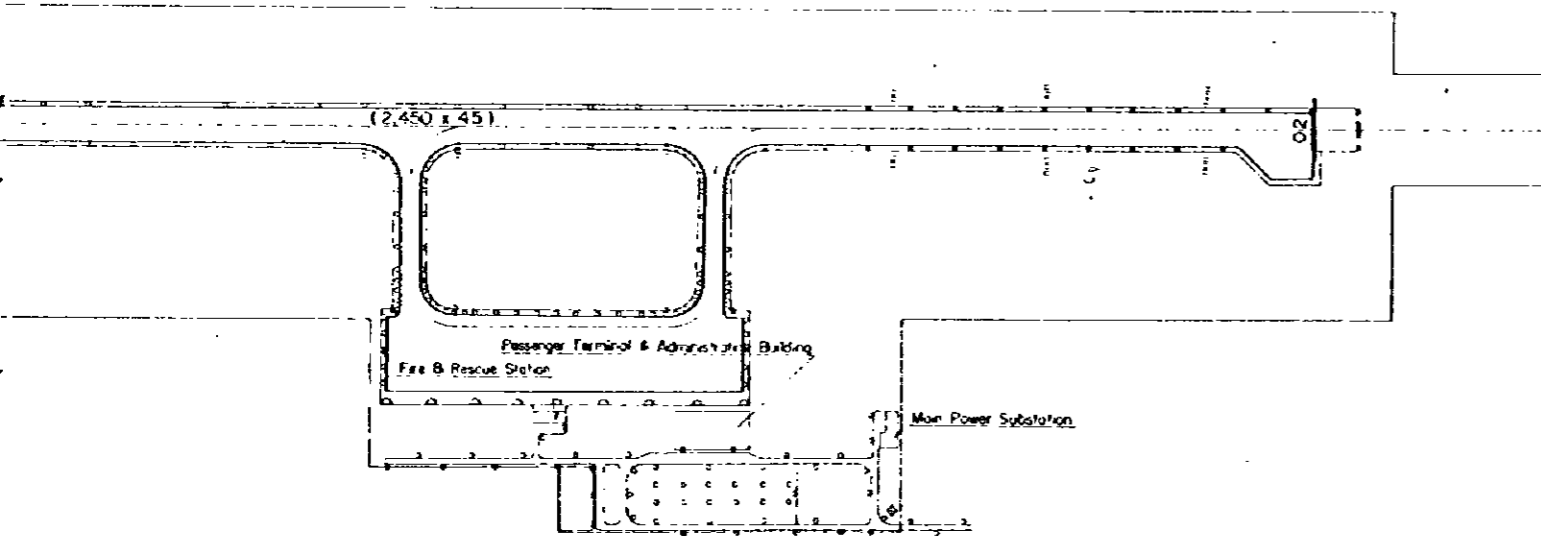 (2,450 x 45)
02
Passenger Terminal & Administration Building
Fire & Rescue Station
Main Power Substation